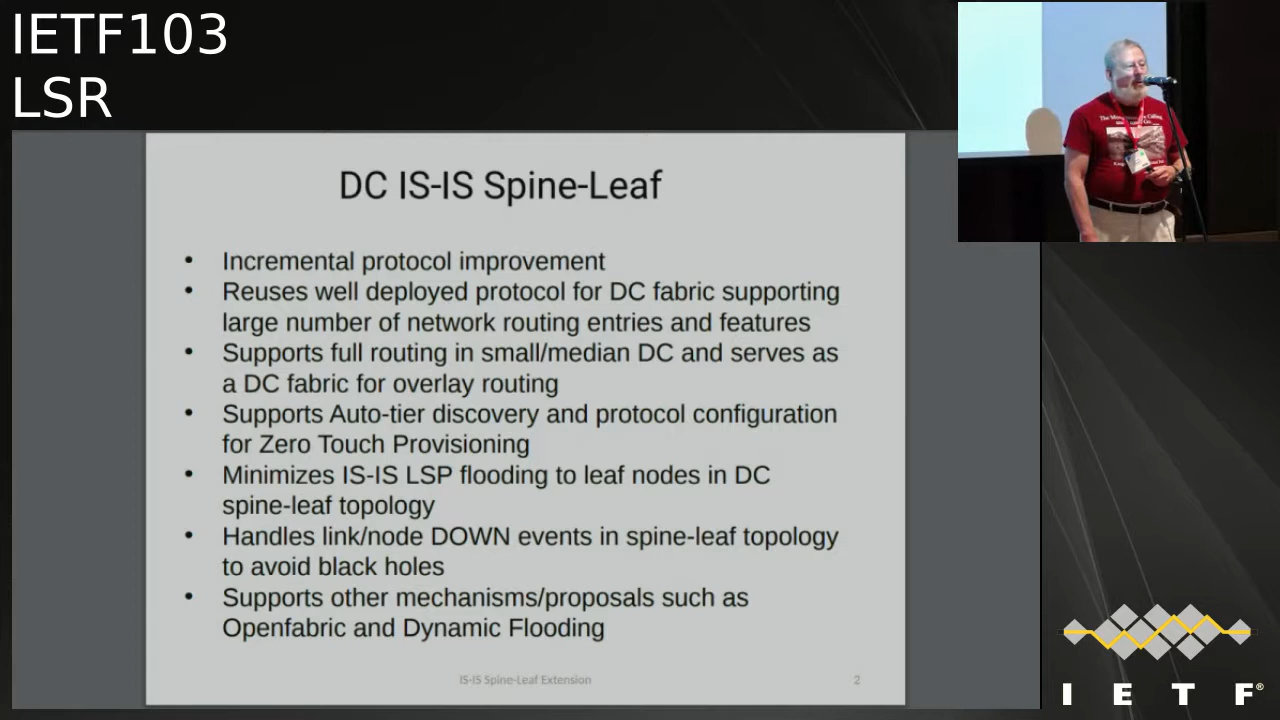 IETF103
LSR
DC IS-IS Spine-Leaf
• Incremental protocol improvement
• Reuses well deployed protocol for DC fabric supporting
large number of network routing entries and features
• Supports full routing in small/median DC and serves as
a DC fabric for overlay routing
• Supports Auto-tier discovery and protocol configuration
for Zero Touch Provisioning
• Minimizes IS-IS LSP flooding to leaf nodes in DC
spine-leaf topology
• Handles link/node DOWN events in spine-leaf topology
to avoid black holes
• Supports other mechanisms/proposals such as
Openfabric and Dynamic Flooding
IS-IS Spine-Leaf Extension 2
I E T F®